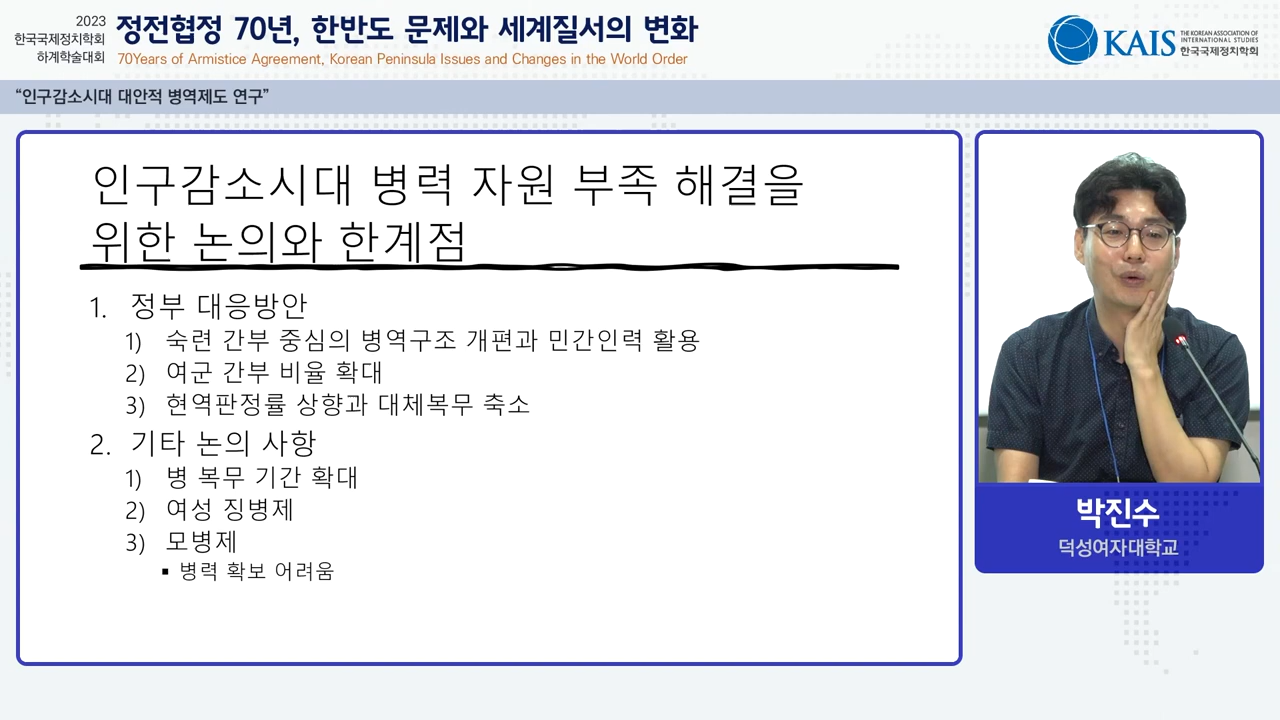 2023
한국국제정치학회
하계학술대회
정전협정 70년, 한반도 문제와 세계질서의 변화
70Years of Armistice Agreement, Korean Peninsula Issues and Changes in the World Order
KAIS
THE KOREAN ASSOCIATION OF
INTERNATIONAL STUDIES
한국국제정치학회
“인구감소시대 대안적 병역제도 연구”
인구감소시대 병력 자원 부족 해결을
위한 논의와 한계점
1. 정부 대응방안
1) 숙련 간부 중심의 병역구조 개편과 민간인력 활용
2) 여군 간부 비율 확대
3) 현역판정률 상향과 대체복무 축소
2. 기타 논의 사항
1) 병 복무 기간 확대
2) 여성 징병제
3) 모병제
▪ 병력 확보 어려움
박진수
덕성여자대학교